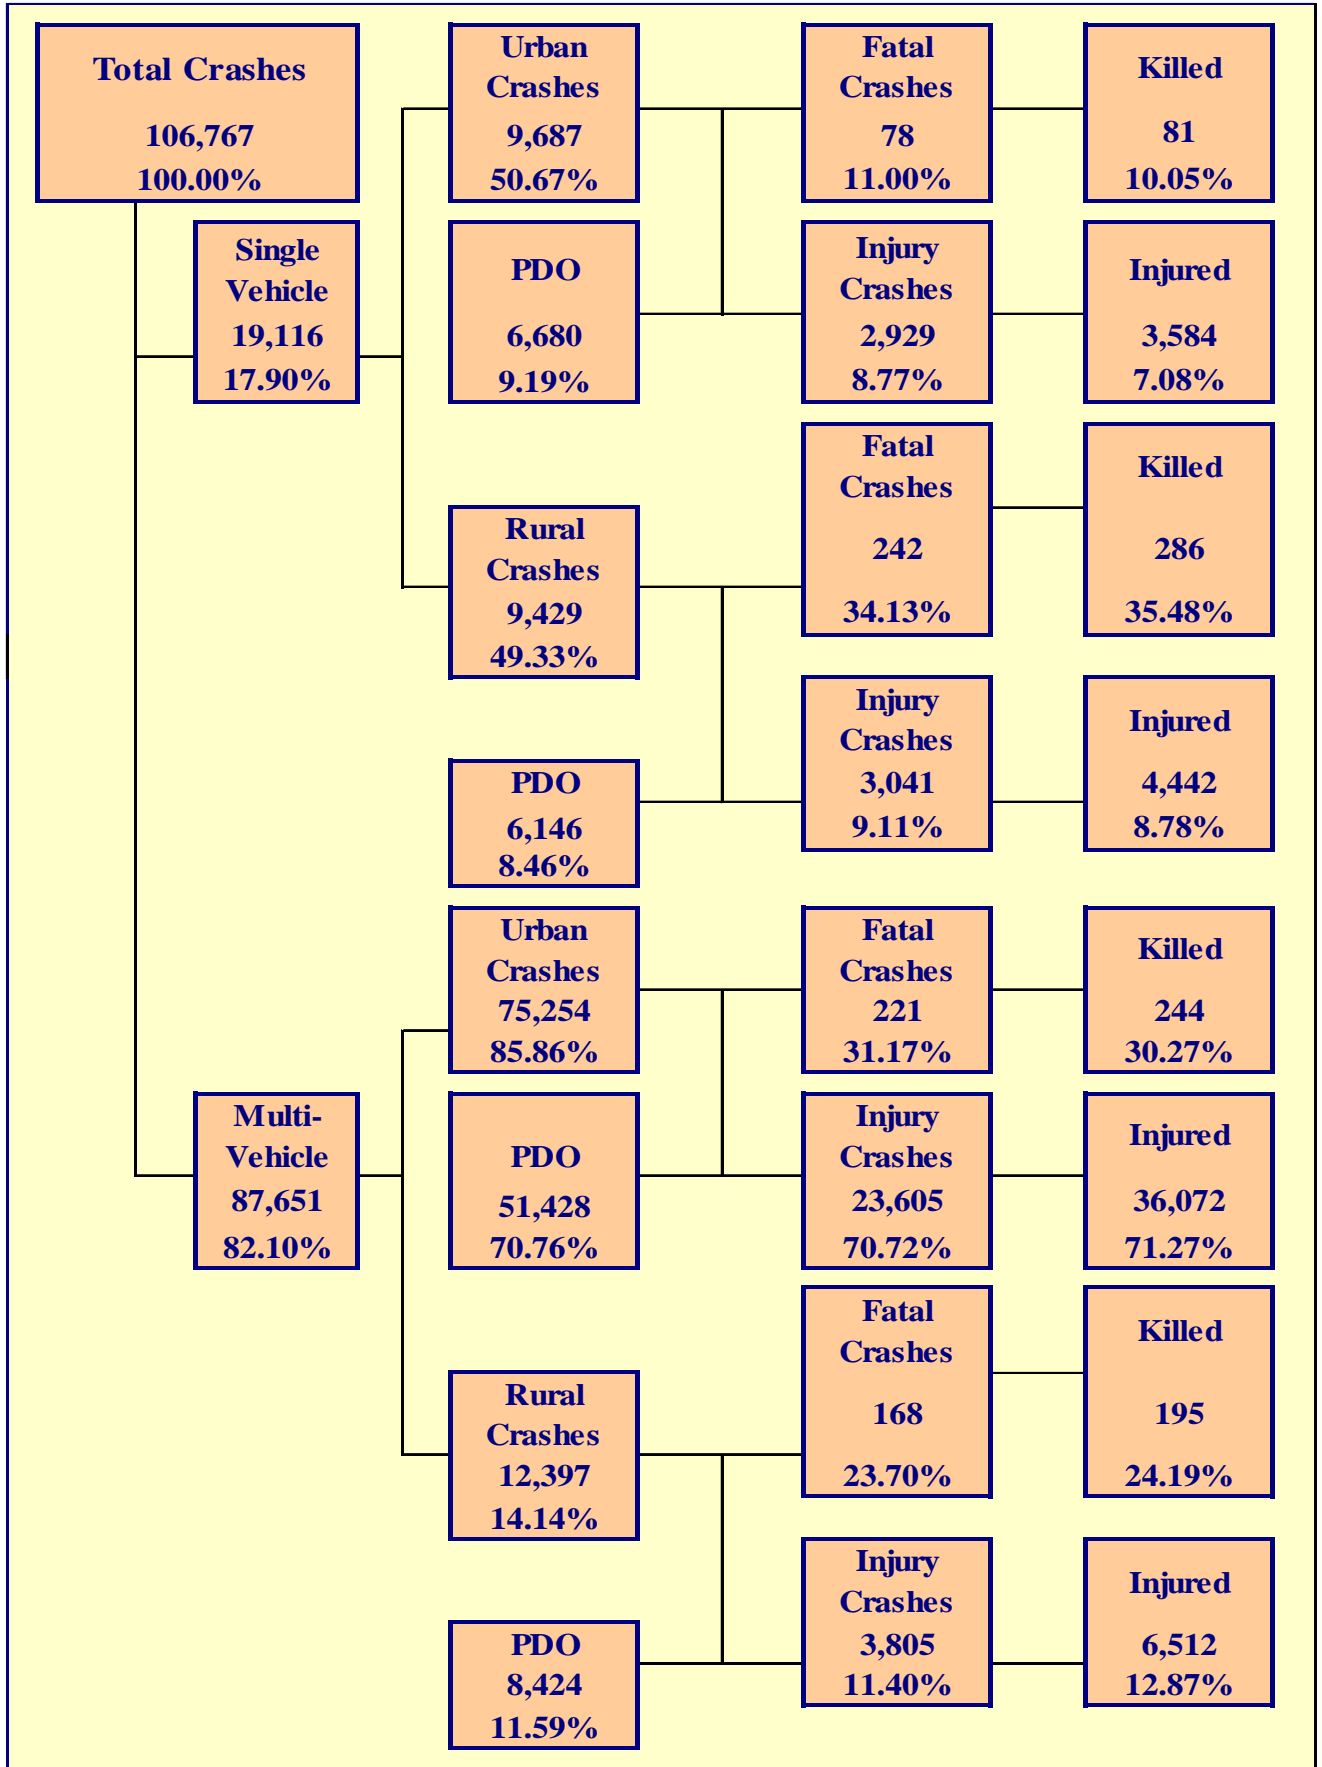 Total Crashes
106,767
100.00%
Single
Vehicle
19,116
17.90%
Urban
Crashes
9,687
50.67%
PDO
6,680
9.19%
Fatal
Crashes
78
11.00%
Killed
81
10.05%
Injury
Crashes
2,929
8.77%
Injured
3,584
7.08%
Rural
Crashes
9,429
49.33%
PDO
6,146
8.46%
Fatal
Crashes
242
34.13%
Killed
286
35.48%
Injury
Crashes
3,041
9.11%
Injured
4,442
8.78%
Multi-
Vehicle
87,651
82.10%
Urban
Crashes
75,254
85.86%
PDO
51,428
70.76%
Fatal
Crashes
221
31.17%
Killed
244
30.27%
Injury
Crashes
23,605
70.72%
Injured
36,072
71.27%
Rural
Crashes
12,397
14.14%
PDO
8,424
11.59%
Fatal
Crashes
168
23.70%
Killed
195
24.19%
Injury
Crashes
3,805
11.40%
Injured
6,512
12.87%